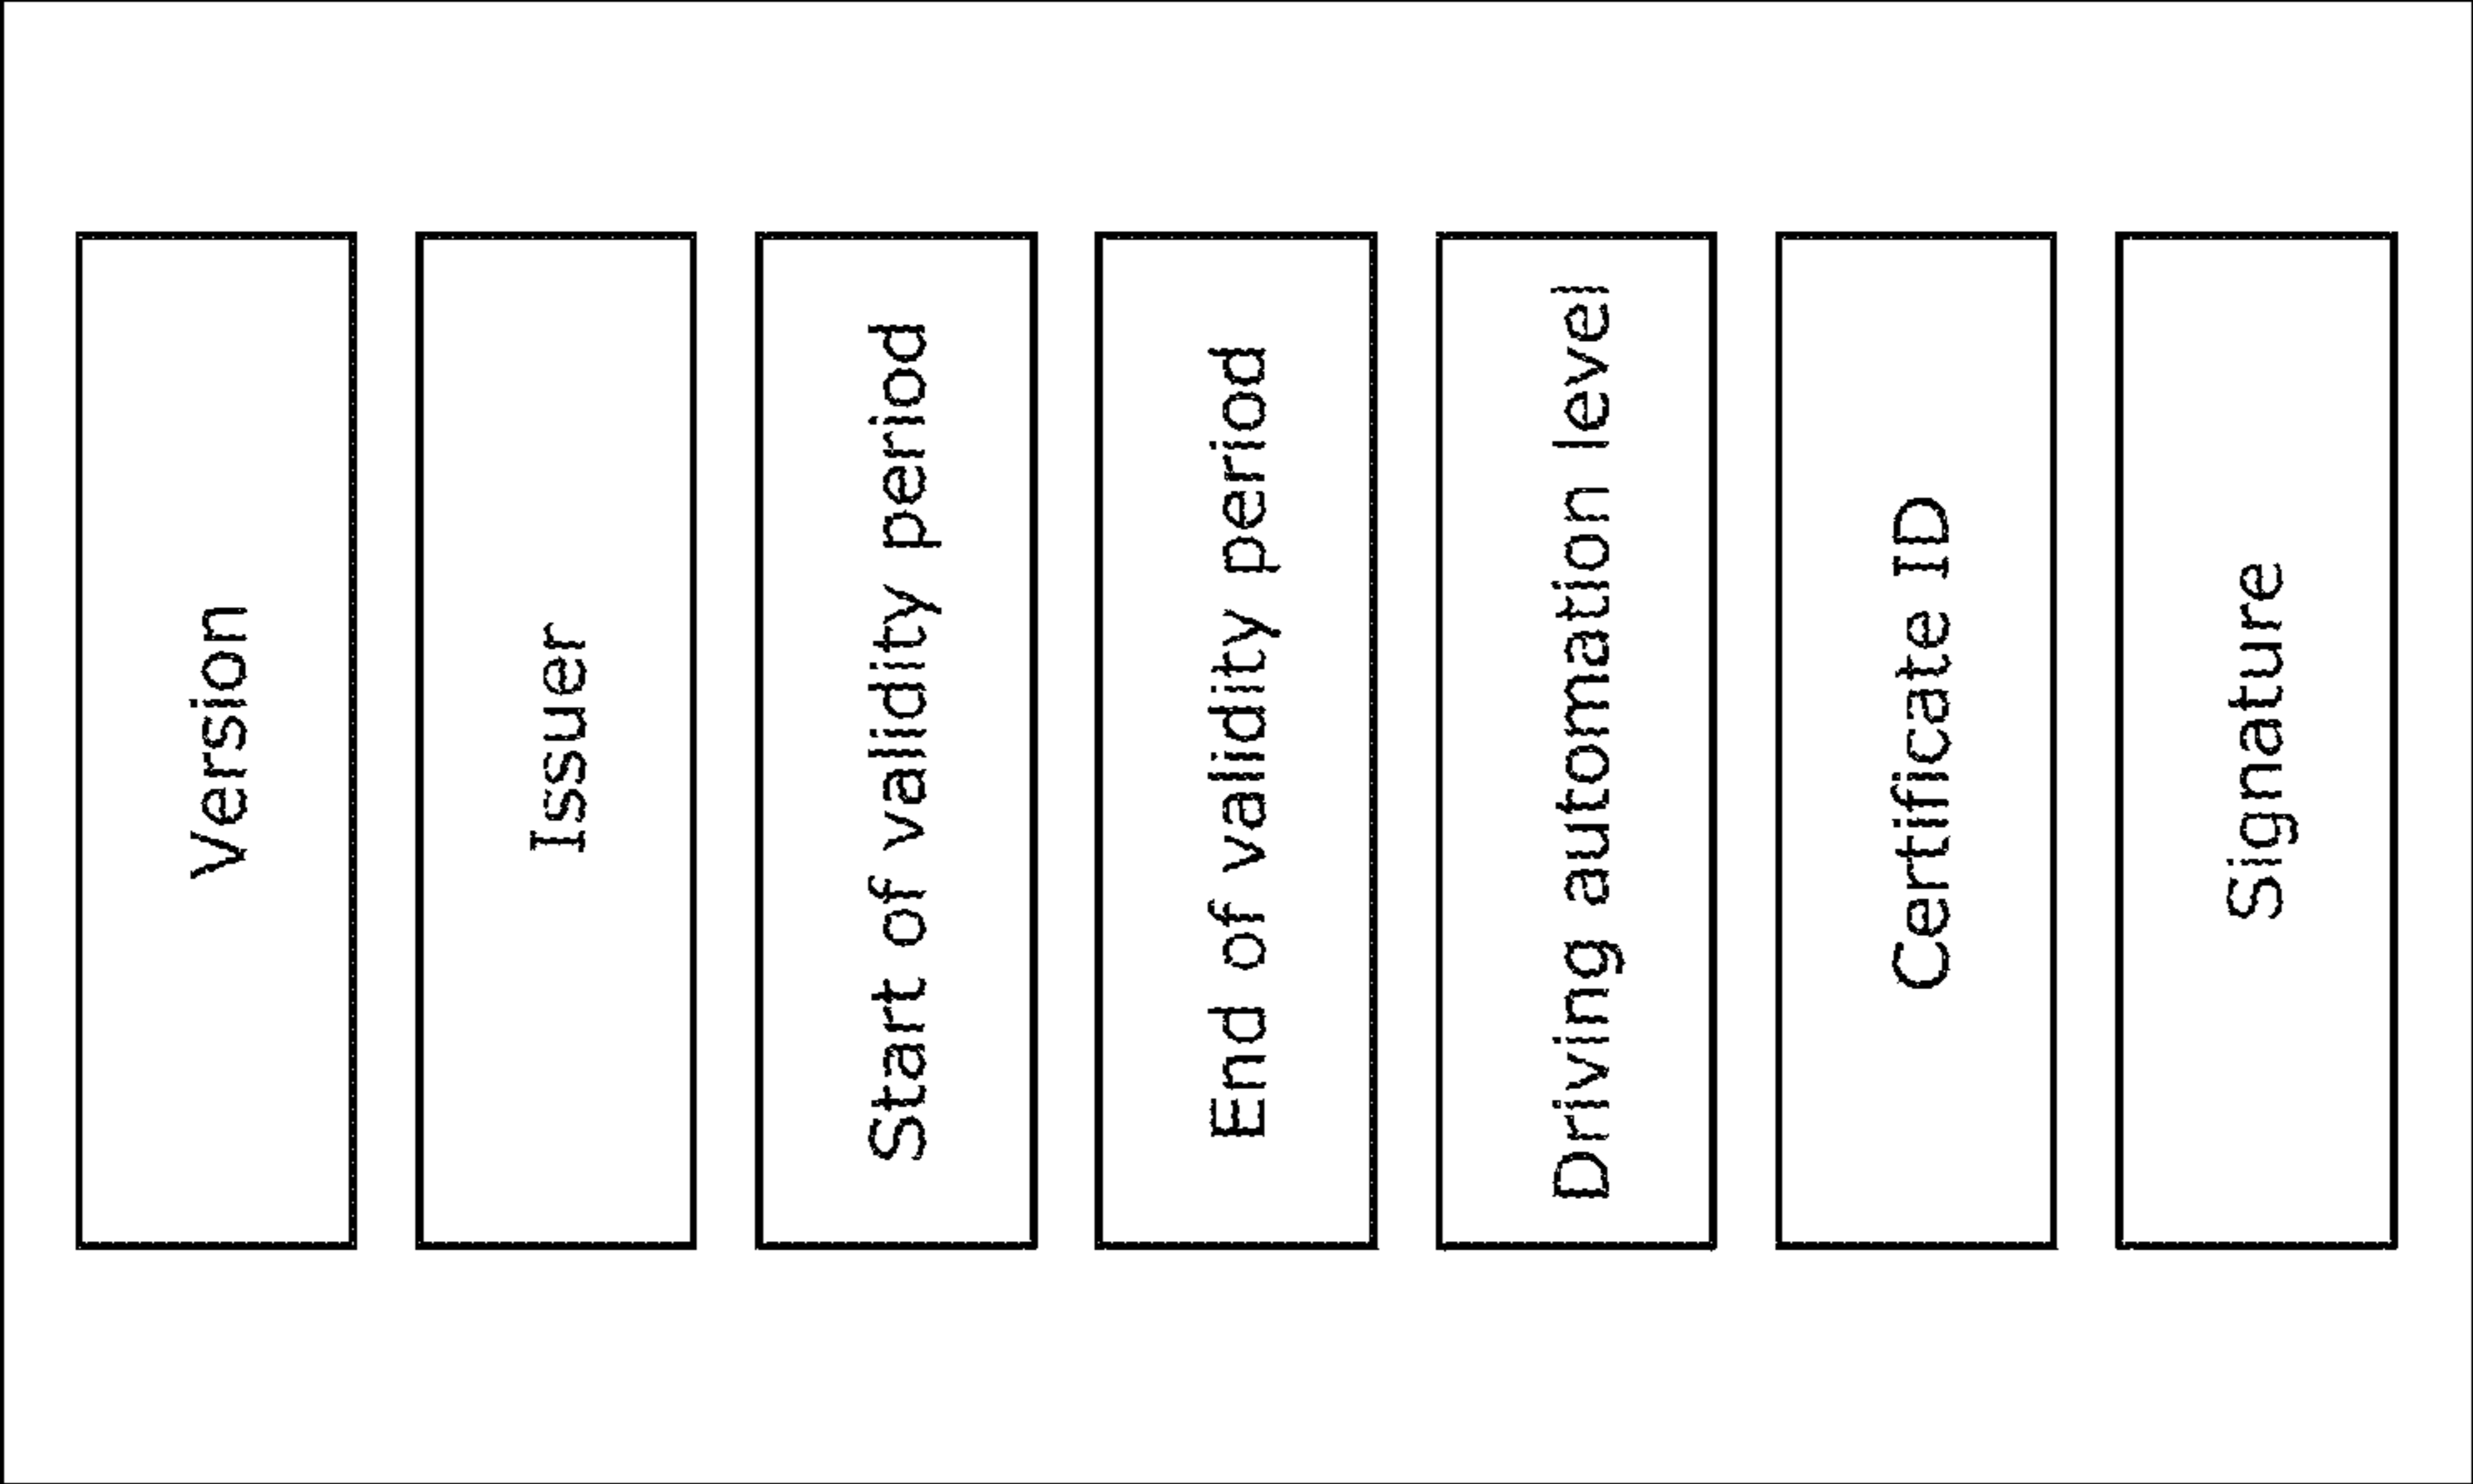 Version
Issuer
Start of validity period
End of validity period
Driving automation level
Certificate ID
Signature